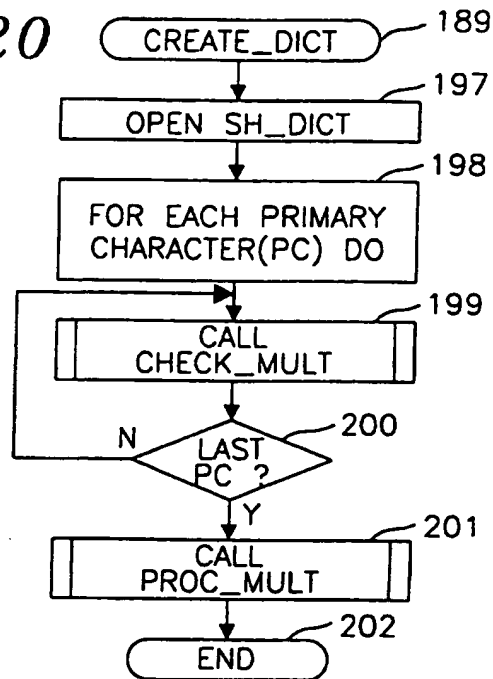 20
CREATE_DICT
189
197
OPEN SH_DICT
198
FOR EACH PRIMARY
CHARACTER(PC) DO
199
CALL
CHECK_MULT
200
N
LAST
PC ?
Y
201
CALL
PROC_MULT
202
END